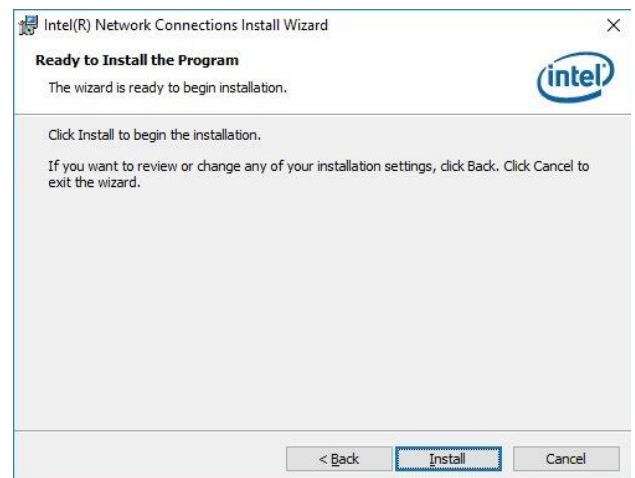 Intel(R) Network Connections Install Wizard
Ready to Install the Program
The wizard is ready to begin installation.
intel
Click Install to begin the installation.
If you want to review or change any of your installation settings, click Back. Click Cancel to
exit the wizard.
< Back
Install
Cancel